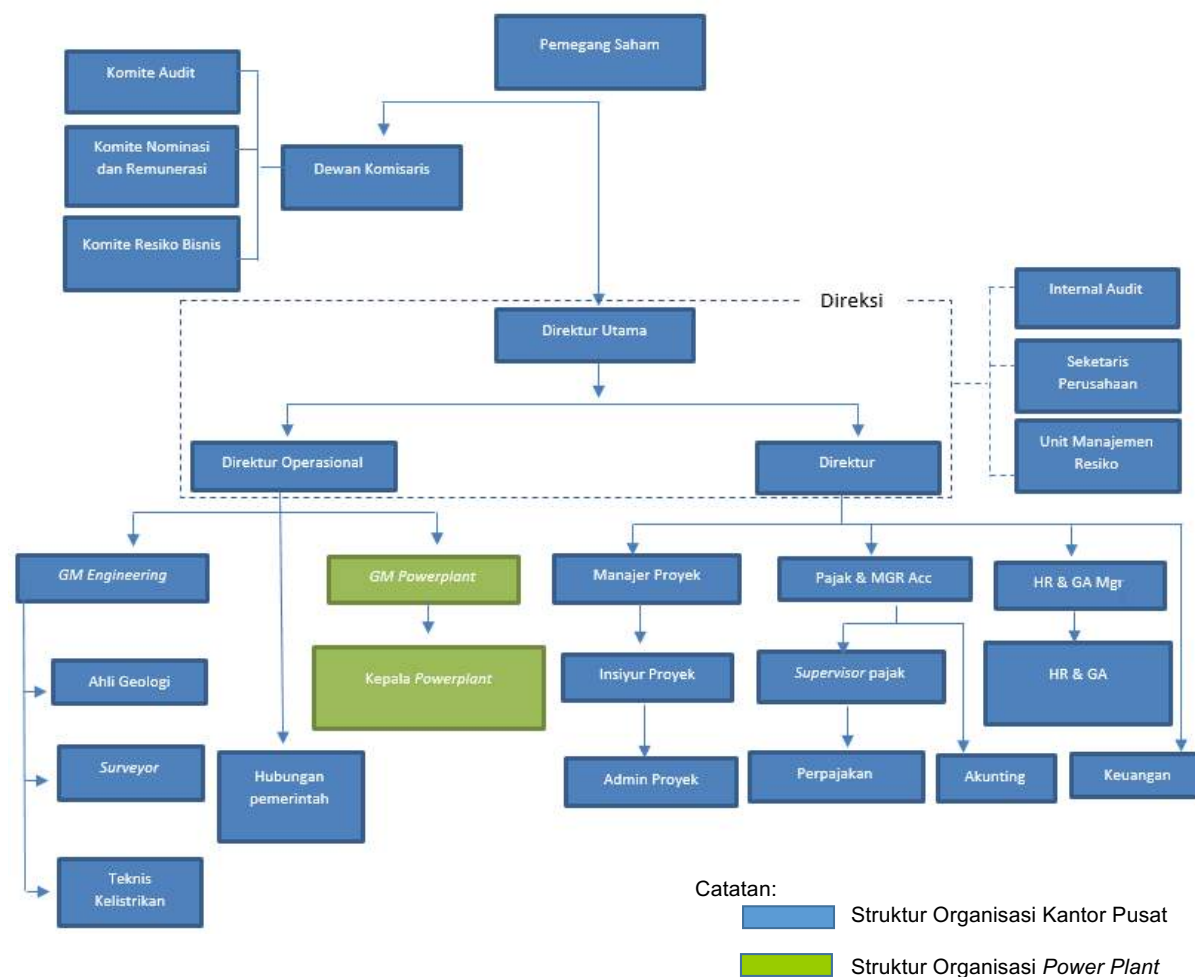 Pemegang Saham
Komite Audit
Komite Nominasi
dan Remunerasi
Dewan Komisaris
Komite Resiko Bisnis
Direksi
Internal Audit
Direktur Utama
Seketaris
Perusahaan
Direktur Operasional
Direktur
Unit Manajemen
Resiko
GM Engineering
GM Powerplant
Manajer Proyek
Pajak & MGR Acc
HR & GA Mgr
Ahli Geologi
Kepala Powerplant
Insiyur Proyek
Supervisor pajak
HR & GA
Surveyor
Hubungan
pemerintah
Admin Proyek
Perpajakan
Akunting
Keuangan
Teknis
Kelistrikan
Catatan:
Struktur Organisasi Kantor Pusat
Struktur Organisasi Power Plant